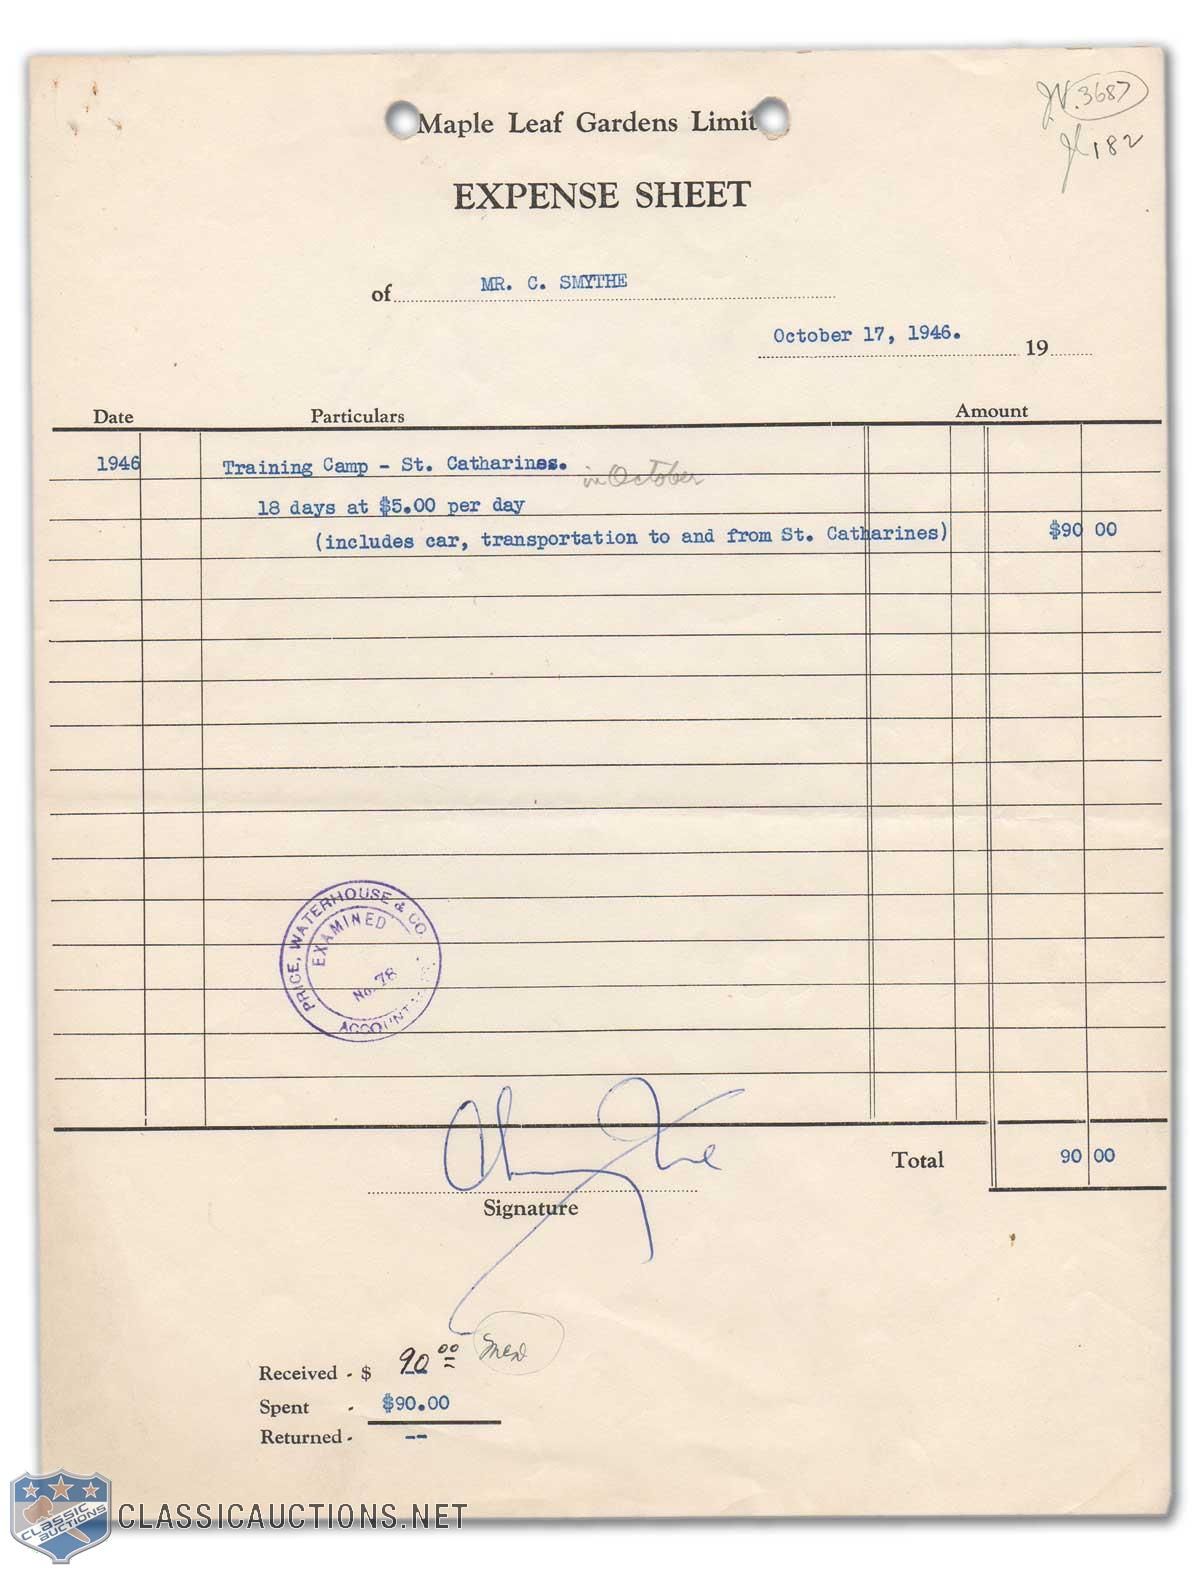 3687
182
Maple Leaf Gardens Limit
EXPENSE SHEET
of MR. C. SMYTHE
October 17, 1946. 19
Date Particulars Amount
1946 Training Camp - St. Catharines. in October
18 days at $5.00 per day
(includes car, transportation to and from St. Catharines) $90 00
PRICE, WATERHOUSE & CO.
EXAMINED
No. 78
Total 90 00
Signature
Received - $ 90 00
Spent - $90.00
Returned - --
CLASSIC AUCTIONS
CLASSICAUCTIONS.NET